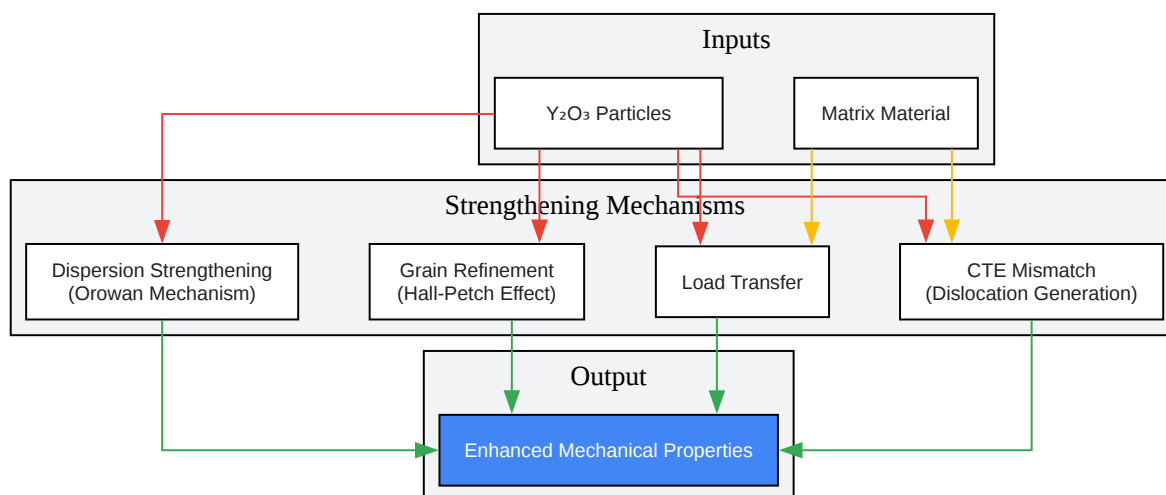 Inputs
Y₂O₃ Particles
Matrix Material
Strengthening Mechanisms
Dispersion Strengthening
(Orowan Mechanism)
Grain Refinement
(Hall-Petch Effect)
Load Transfer
CTE Mismatch
(Dislocation Generation)
Output
Enhanced Mechanical Properties